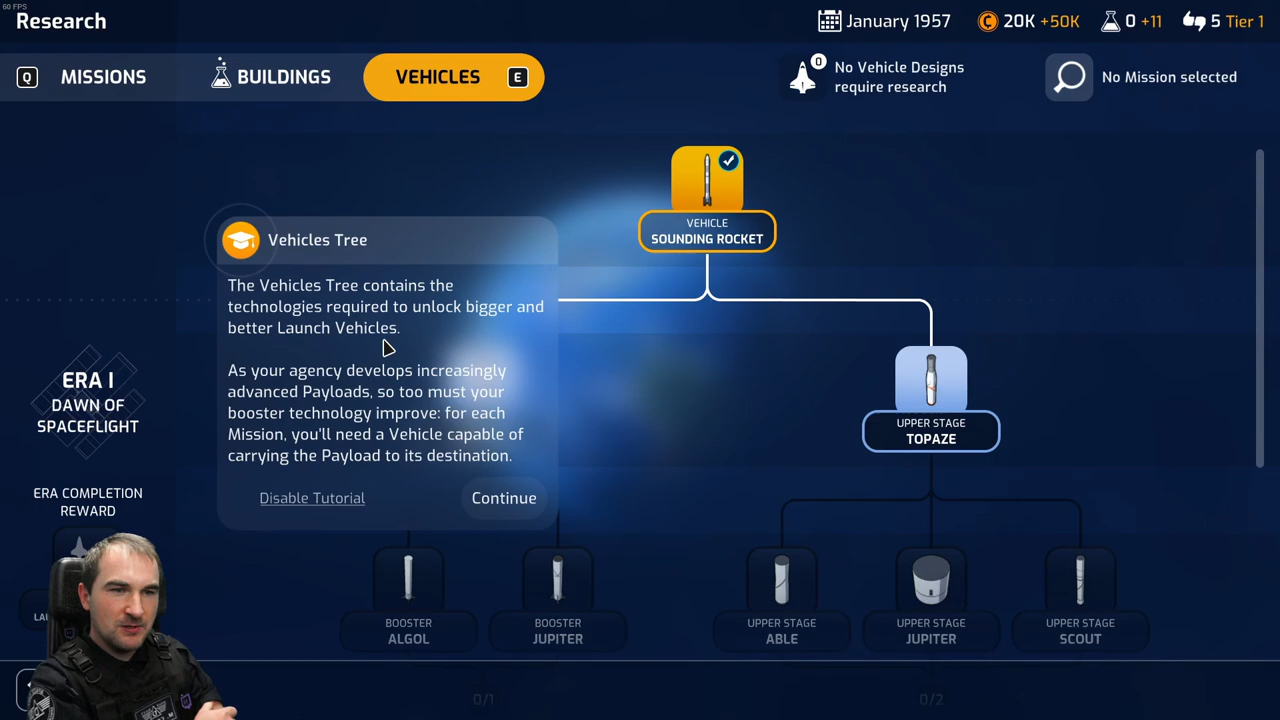 60 FPS
Research
January 1957
20K +50K
0 +11
5 Tier 1
Q
MISSIONS
BUILDINGS
VEHICLES
E
0
No Vehicle Designs
require research
No Mission selected
VEHICLE
SOUNDING ROCKET
Vehicles Tree
The Vehicles Tree contains the
technologies required to unlock bigger and
better Launch Vehicles.
As your agency develops increasingly
advanced Payloads, so too must your
booster technology improve: for each
Mission, you'll need a Vehicle capable of
carrying the Payload to its destination.
Disable Tutorial
Continue
UPPER STAGE
TOPAZE
ERA I
DAWN OF
SPACEFLIGHT
ERA COMPLETION
REWARD
BOOSTER
ALGOL
BOOSTER
JUPITER
UPPER STAGE
ABLE
UPPER STAGE
JUPITER
UPPER STAGE
SCOUT
0/1
0/2